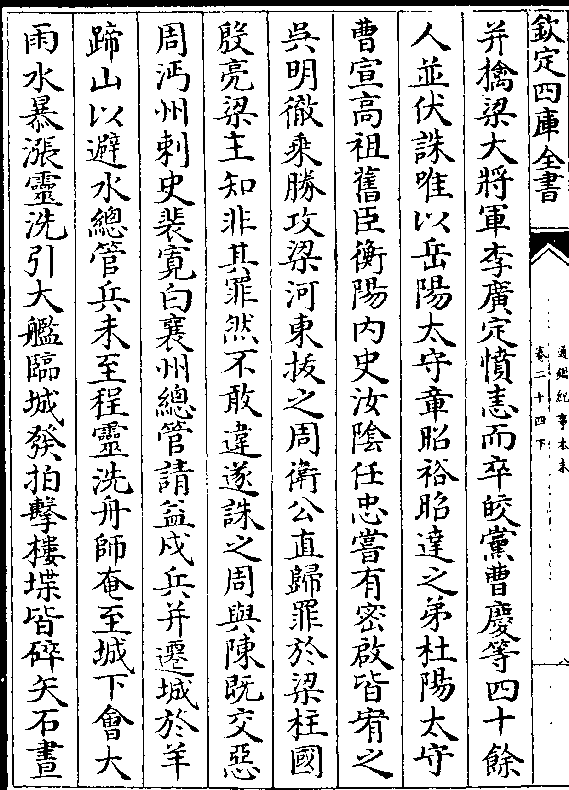 欽定四庫全書
通鑑紀事本末
卷二十四下
并擒梁大將軍李廣定憤恚而卒皎黨曹慶等四十餘
人並伏誅唯以岳陽太守章昭裕昭達之弟杜陽太守
曹宣高祖舊臣衡陽内史汝陰任忠嘗有密啟皆宥之
吳明徹乘勝攻梁河東拔之周衛公直歸罪於梁柱國
殷亮梁主知非其罪然不敢違遂誅之周與陳既交惡
周沔州刺史裴寛白襄州總管請益戍兵并遷城於羊
蹄山以避水總管兵未至程靈洗舟師奄至城下會大
雨水暴漲靈洗引大艦臨城發拍擊樓堞皆碎矢石晝